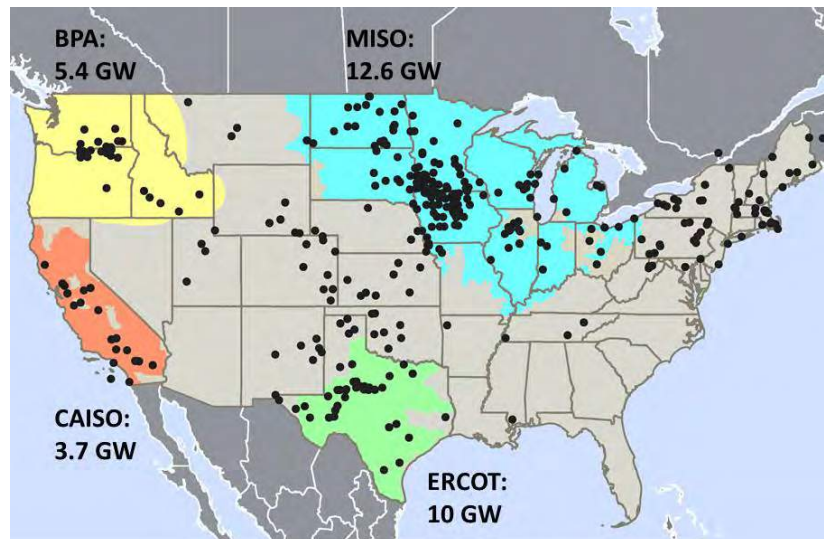 BPA:
5.4 GW
MISO:
12.6 GW
CAISO:
3.7 GW
ERCOT:
10 GW